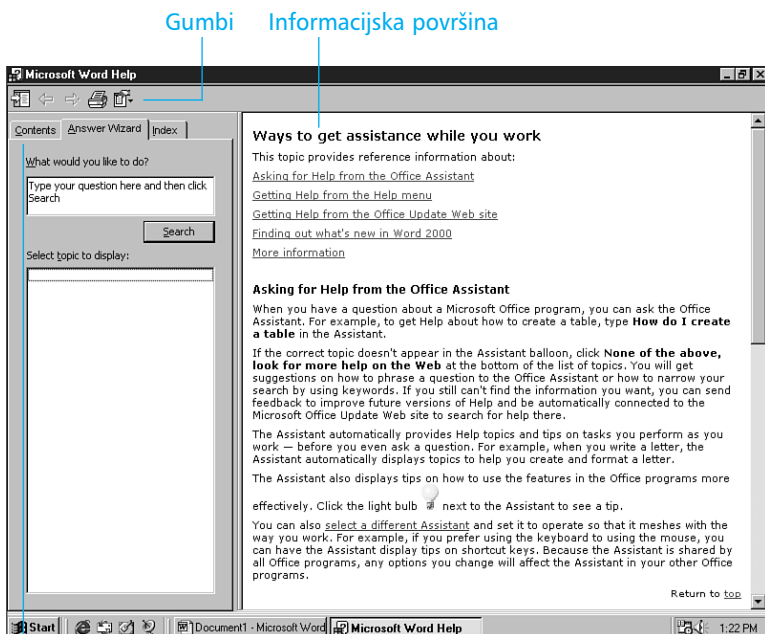 Gumbi Informacijska površina
Microsoft Word Help
Contents Answer Wizard Index
What would you like to do?
Type your question here and then click
Search
Search
Select topic to display:
Ways to get assistance while you work
This topic provides reference information about:
Asking for Help from the Office Assistant
Getting Help from the Help menu
Getting Help from the Office Update Web site
Finding out what's new in Word 2000
More information
Asking for Help from the Office Assistant
When you have a question about a Microsoft Office program, you can ask the Office
Assistant. For example, to get Help about how to create a table, type How do I create
a table in the Assistant.
If the correct topic doesn't appear in the Assistant balloon, click None of the above,
look for more help on the Web at the bottom of the list of topics. You will get
suggestions on how to phrase a question to the Office Assistant or how to narrow your
search by using keywords. If you still can't find the information you want, you can send
feedback to improve future versions of Help and be automatically connected to the
Microsoft Office Update Web site to search for help there.
The Assistant automatically provides Help topics and tips on tasks you perform as you
work — before you even ask a question. For example, when you write a letter, the
Assistant automatically displays topics to help you create and format a letter.
The Assistant also displays tips on how to use the features in the Office programs more
effectively. Click the light bulb next to the Assistant to see a tip.
You can also select a different Assistant and set it to operate so that it meshes with the
way you work. For example, if you prefer using the keyboard to using the mouse, you
can have the Assistant display tips on shortcut keys. Because the Assistant is shared by
all Office programs, any options you change will affect the Assistant in your other Office
programs.
Return to top
Start Document1 - Microsoft Word Microsoft Word Help 1:22 PM